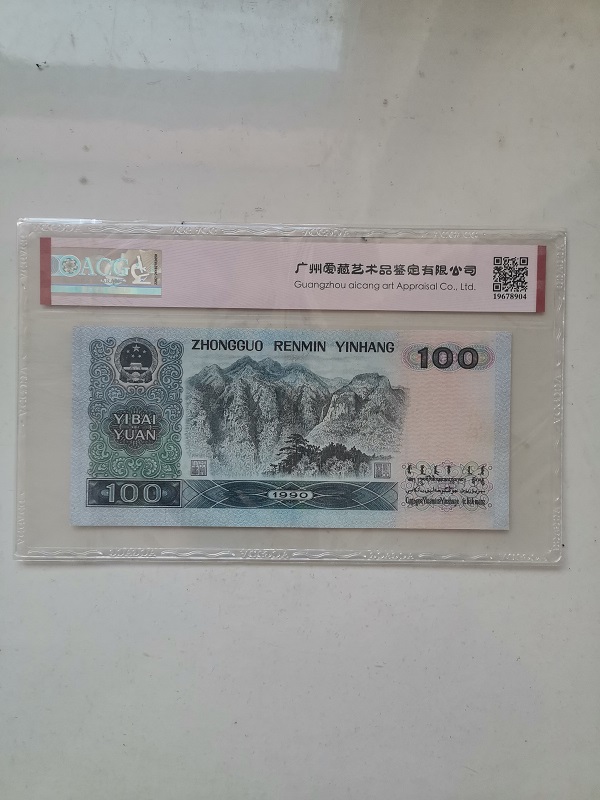 ACG
广州爱藏艺术品鉴定有限公司
Guangzhou aicang art Appraisal Co., Ltd.
19678904
ZHONGGUO RENMIN YINHANG
100
YIBAI
YUAN
100
1990